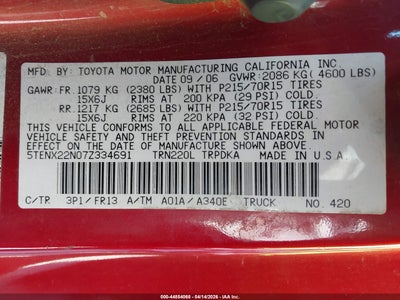 MFD. BY: TOYOTA MOTOR MANUFACTURING CALIFORNIA INC.
DATE 09/06 GVWR:2086 KG(4600 LBS)
GAWR: FR.1079 KG (2380 LBS) WITH P215/70R15 TIRES
15X6J RIMS AT 200 KPA (29 PSI) COLD.
RR.1217 KG (2685 LBS) WITH P215/70R15 TIRES
15X6J RIMS AT 220 KPA (32 PSI) COLD.
THIS VEHICLE CONFORMS TO ALL APPLICABLE FEDERAL MOTOR
VEHICLE SAFETY AND THEFT PREVENTION STANDARDS IN
EFFECT ON THE DATE OF MANUFACTURE SHOWN ABOVE.
5TENX22N07Z334691 TRN220L TRPDKA MADE IN U.S.A.
C/TR 3P1/FR13 A/TM A01A/A340E TRUCK NO. 420
000-44854068 - 04/14/2026 - IAAI.com